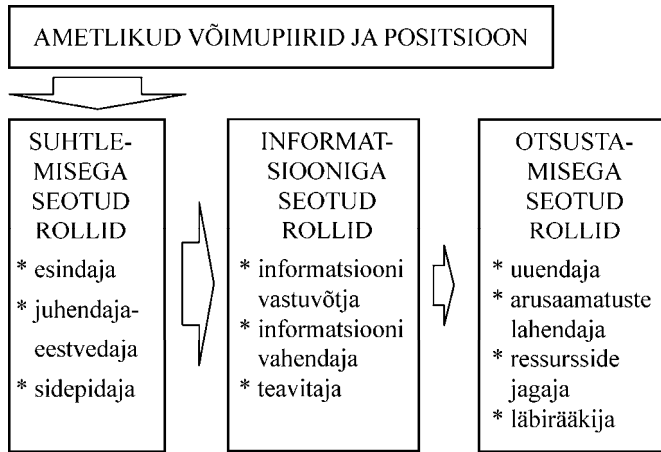 AMETLIKUD VÕIMUPIIRID JA POSITSIOON
SUHTLE-
MISEGA
SEOTUD
ROLLID
* esindaja
* juhendaja-
eestvedaja
* sidepidaja
INFORMAT-
SIOONIGA
SEOTUD
ROLLID
* informatsiooni
vastuvõtja
* informatsiooni
vahendaja
* teavitaja
OTSUSTA-
MISEGA
SEOTUD
ROLLID
* uuendaja
* arusaamatuste
lahendaja
* ressursside
jagaja
* läbirääkija